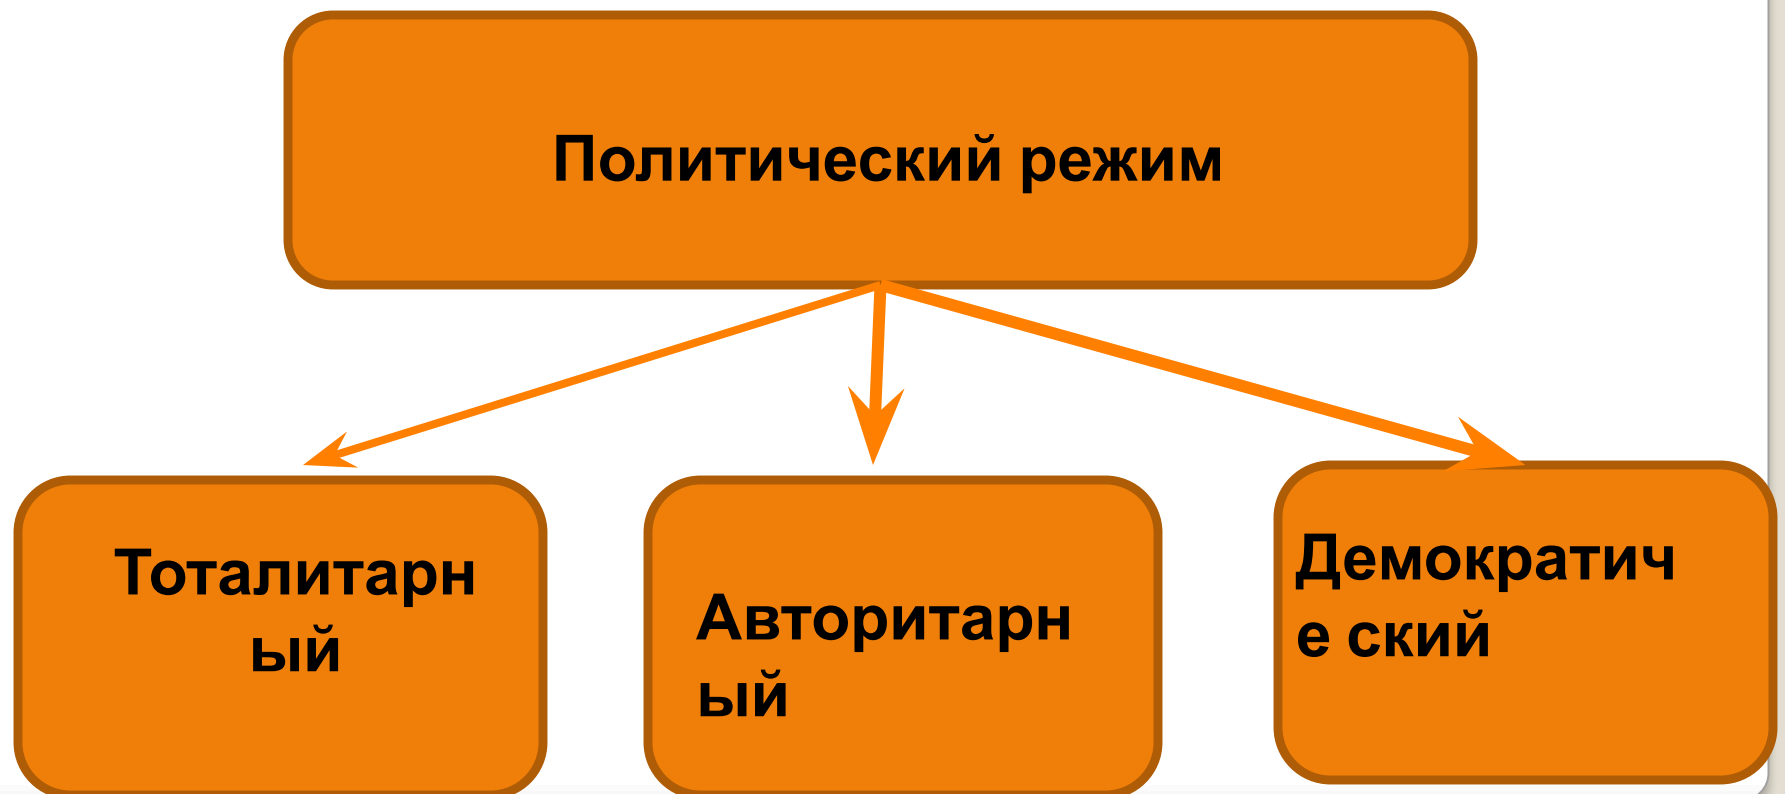 Политический режим
Тоталитарн
ый
Авторитарн
ый
Демократич
е ский